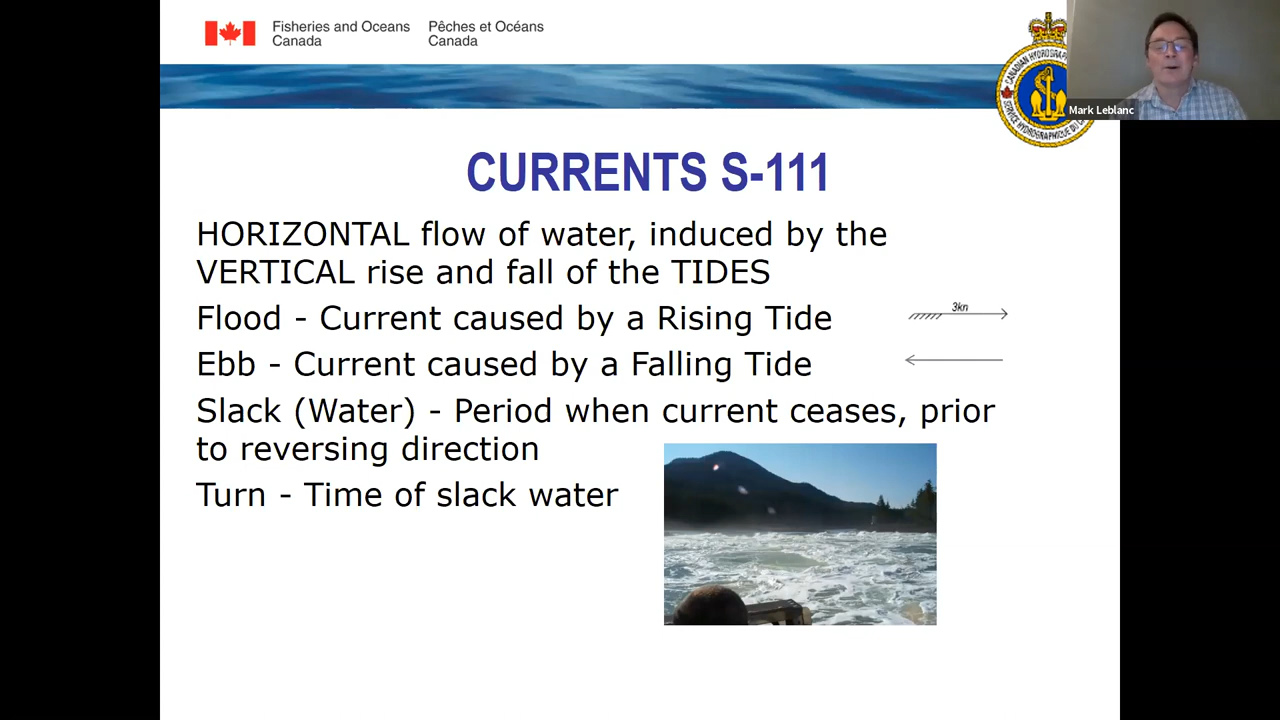 Fisheries and Oceans
Canada
Pêches et Océans
Canada
Mark Leblanc
CURRENTS S-111
HORIZONTAL flow of water, induced by the
VERTICAL rise and fall of the TIDES
Flood - Current caused by a Rising Tide
3kn
Ebb - Current caused by a Falling Tide
Slack (Water) - Period when current ceases, prior
to reversing direction
Turn - Time of slack water